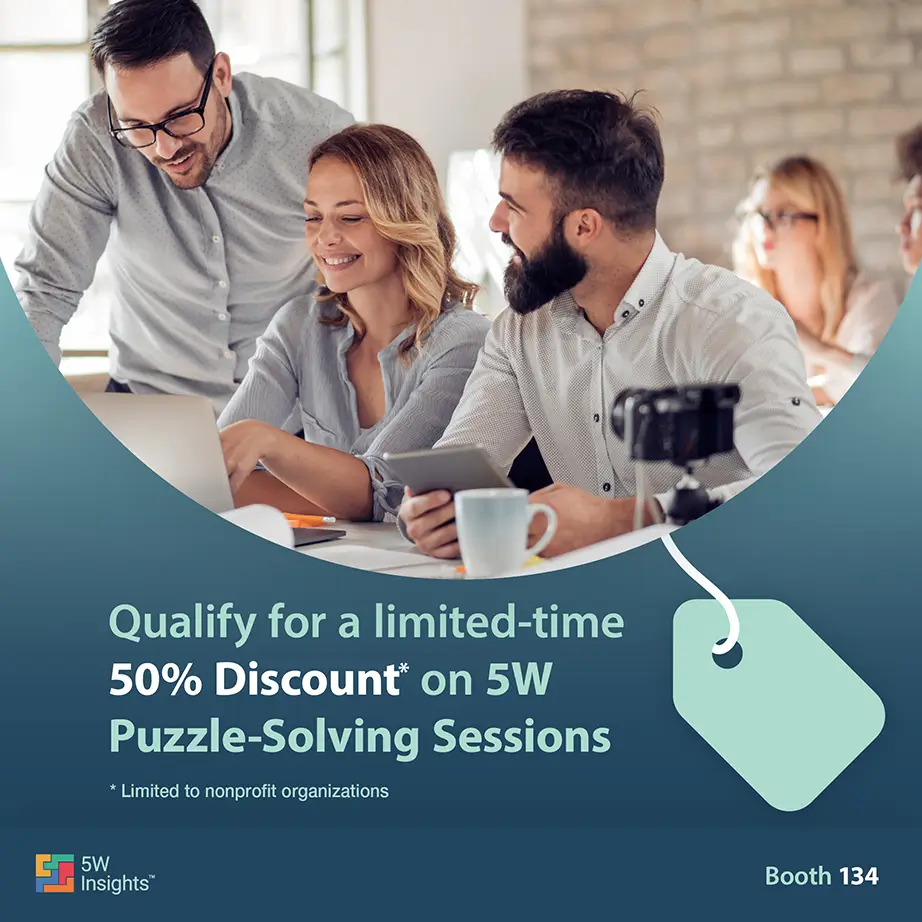 Qualify for a limited-time
50% Discount* on 5W
Puzzle-Solving Sessions
* Limited to nonprofit organizations
5W
Insights™
Booth 134